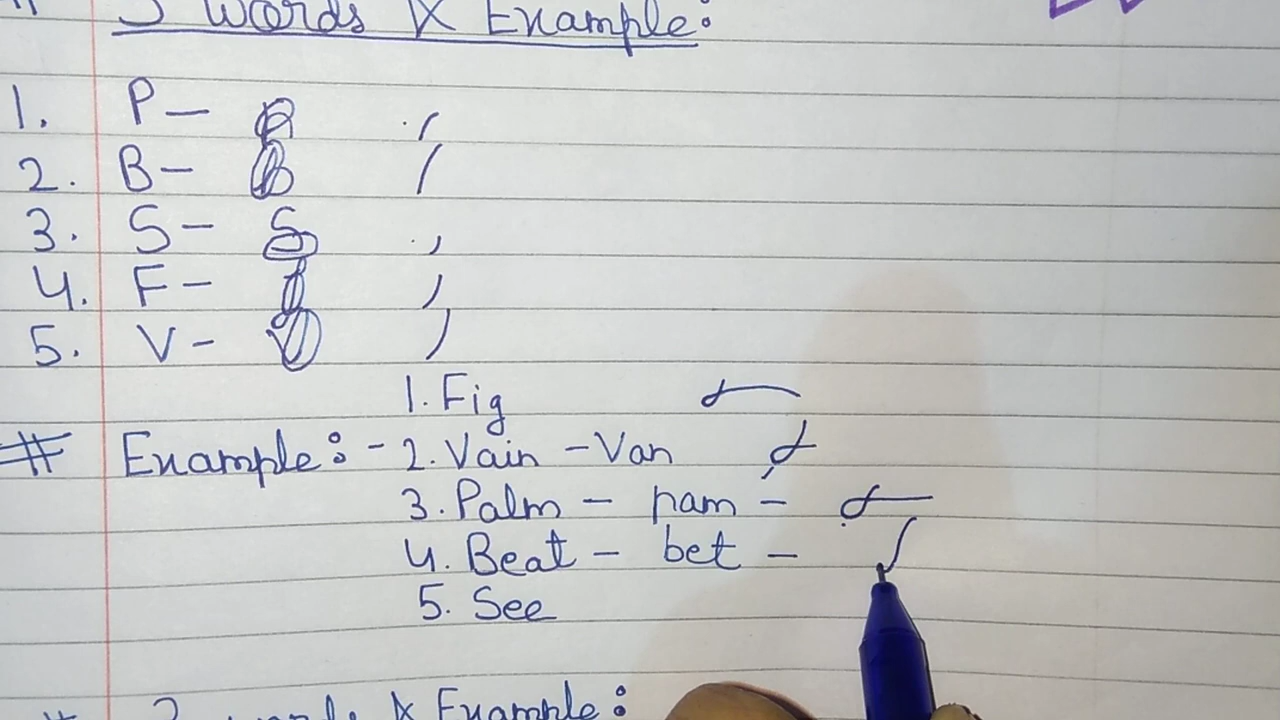 5 Words & Example:
1. P -
2. B -
3. S - S
4. F -
5. V - V
1. Fig
# Example:- 2. Vain - Van
3. Palm - pam -
4. Beat - bet -
5. See
& Example: